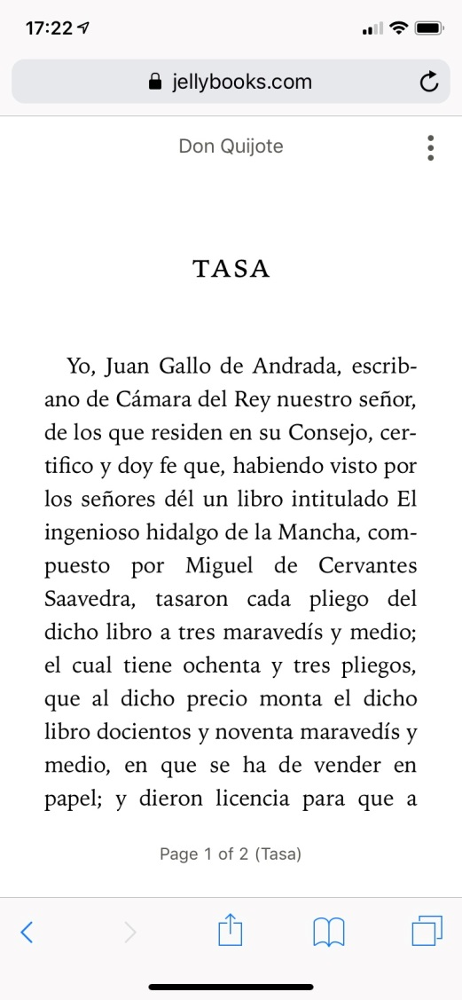 17:22
jellybooks.com
Don Quijote
TASA
Yo, Juan Gallo de Andrada, escrib-
ano de Cámara del Rey nuestro señor,
de los que residen en su Consejo, cer-
tifico y doy fe que, habiendo visto por
los señores dél un libro intitulado El
ingenioso hidalgo de la Mancha, com-
puesto por Miguel de Cervantes
Saavedra, tasaron cada pliego del
dicho libro a tres maravedís y medio;
el cual tiene ochenta y tres pliegos,
que al dicho precio monta el dicho
libro docientos y noventa maravedís y
medio, en que se ha de vender en
papel; y dieron licencia para que a
Page 1 of 2 (Tasa)